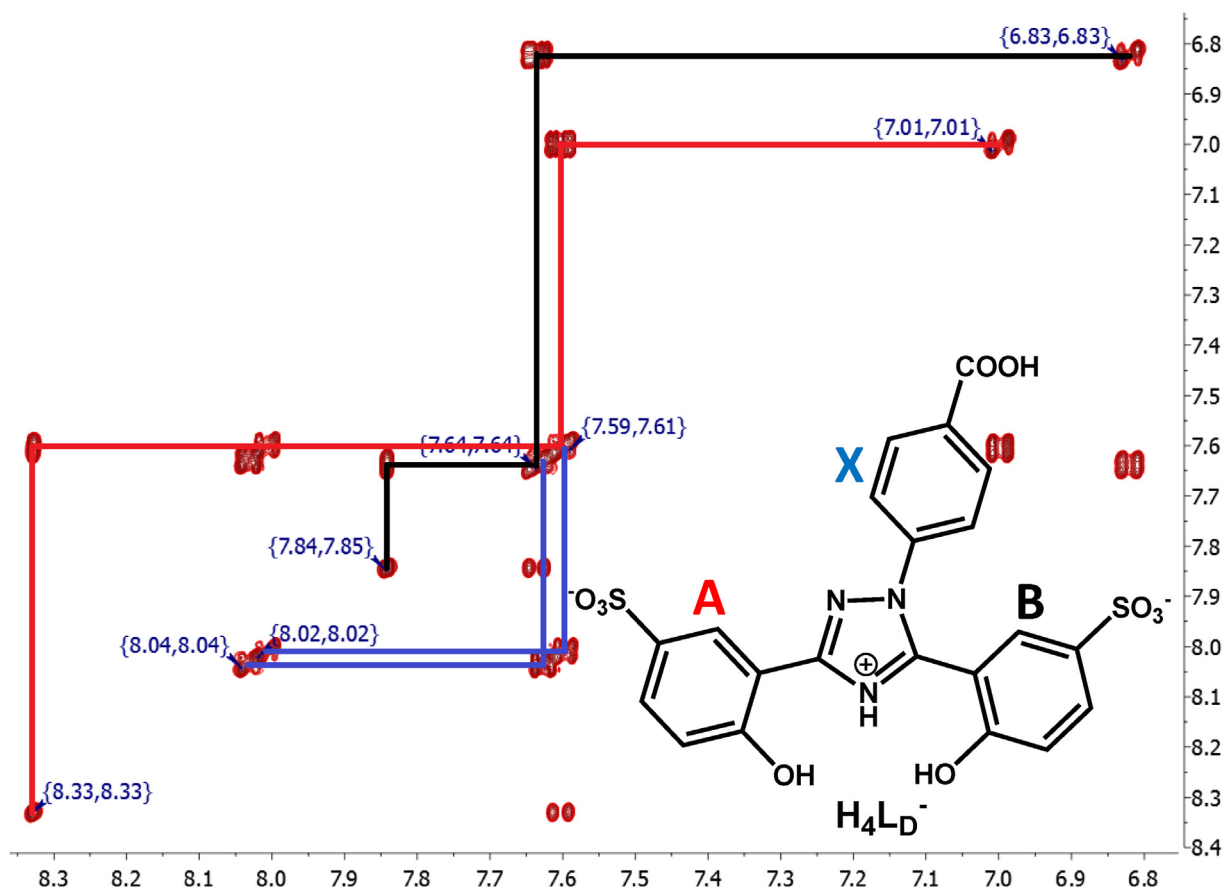 {6.83,6.83}
6.8
6.9
{7.01,7.01}
7.0
7.1
7.2
7.3
COOH
7.4
{7.59,7.61}
7.5
{7.64,7.64}
X
7.6
7.7
{7.84,7.85}
7.8
⁻O₃S
A
N
N
B
SO₃⁻
7.9
{8.04,8.04}
{8.02,8.02}
8.0
⊕
N
H
8.1
OH
HO
8.2
{8.33,8.33}
H₄L_D⁻
8.3
8.4
8.3 8.2 8.1 8.0 7.9 7.8 7.7 7.6 7.5 7.4 7.3 7.2 7.1 7.0 6.9 6.8